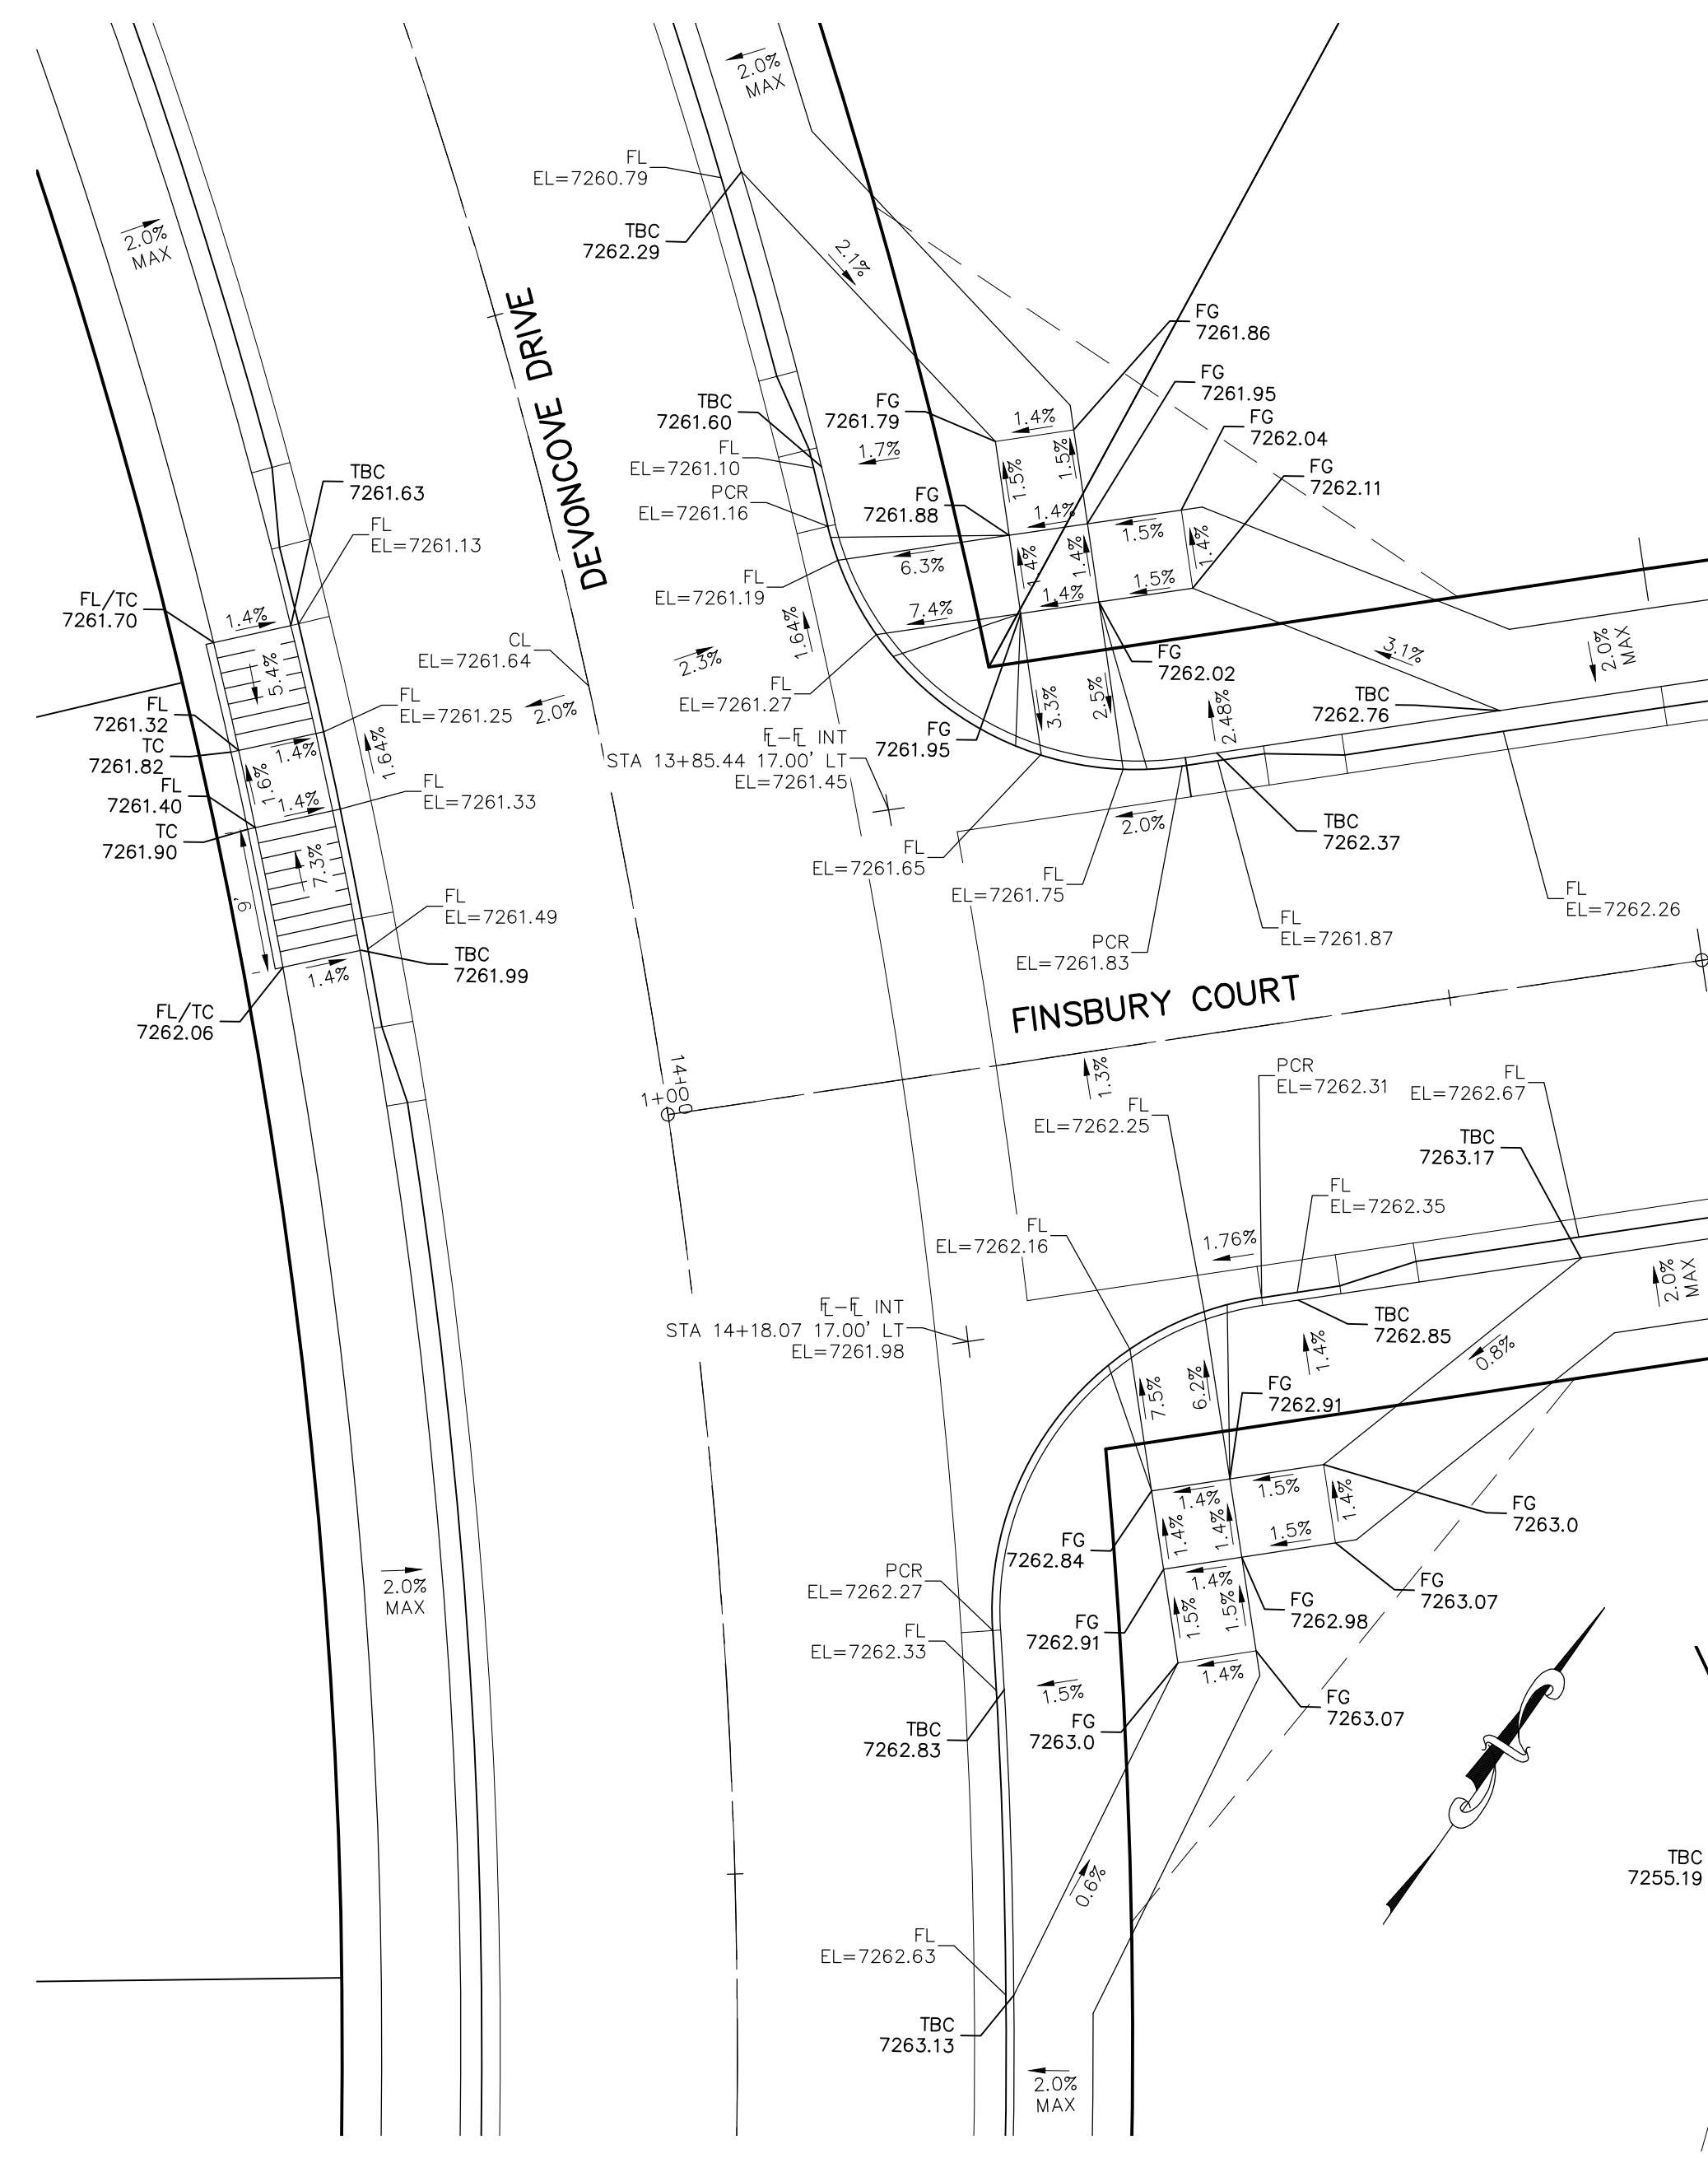 2.0%
MAX
2.0%
MAX
FL
EL=7260.79
TBC
7262.29
2.1%
DEVONCOVE DRIVE
FG
7261.86
FG
7261.95
FG
7262.04
FG
7262.11
TBC
7261.60
FG
7261.79
1.4%
1.7%
FL
EL=7261.10
PCR
EL=7261.16
FG
7261.88
1.5%
1.5%
1.4%
1.5%
1.4%
1.4%
1.4%
1.4%
1.5%
6.3%
7.4%
FL
EL=7261.19
TBC
7261.63
FL
EL=7261.13
FL/TC
7261.70
1.4%
5.4%
CL
EL=7261.64
2.3%
1.64%
2.0%
FL
EL=7261.27
FG
7262.02
3.1%
2.0%
MAX
TBC
7262.76
3.3%
2.5%
2.48%
FL
7261.32
TC
7261.82
FL
EL=7261.25
1.4%
1.64%
1.6%
FL
7261.40
TC
7261.90
1.4%
FL
EL=7261.33
7.3%
9'
FL-FL INT
STA 13+85.44 17.00' LT
EL=7261.45
FG
7261.95
2.0%
TBC
7262.37
FL
EL=7261.65
FL
EL=7261.75
FL
EL=7262.26
FL
EL=7261.87
PCR
EL=7261.83
FL
EL=7261.49
TBC
7261.99
1.4%
FL/TC
7262.06
FINSBURY COURT
14+00
1+00
1.3%
PCR
EL=7262.31
FL
EL=7262.67
FL
EL=7262.25
TBC
7263.17
FL
EL=7262.35
FL
EL=7262.16
1.76%
2.0%
MAX
FL-FL INT
STA 14+18.07 17.00' LT
EL=7261.98
TBC
7262.85
1.4%
0.8%
7.5%
6.2%
FG
7262.91
1.4%
1.5%
1.4%
FG
7263.0
1.4%
1.4%
1.5%
FG
7262.84
1.4%
FG
7263.07
PCR
EL=7262.27
1.5%
1.5%
FG
7262.98
FG
7262.91
FL
EL=7262.33
1.4%
1.5%
FG
7263.07
FG
7263.0
TBC
7262.83
2.0%
MAX
0.6%
TBC
7255.19
FL
EL=7262.63
TBC
7263.13
2.0%
MAX